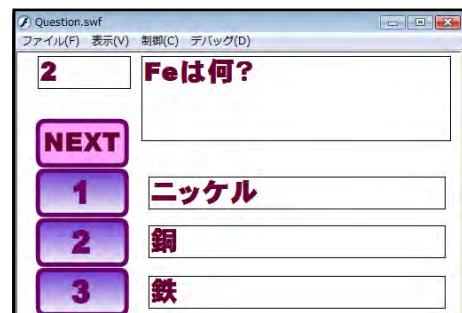 Question.swf
ファイル(F) 表示(V) 制御(C) デバッグ(D)
2
Feは何?
NEXT
1
ニッケル
2
銅
3
鉄